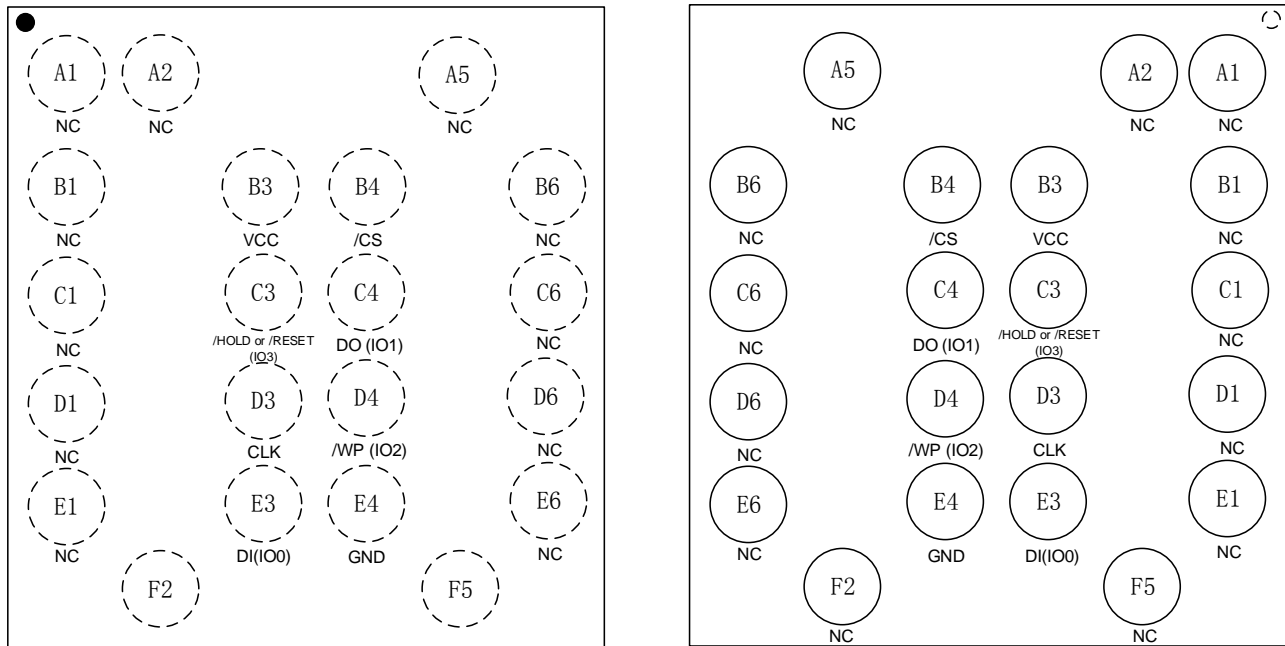 A1 A2 A5
NC NC NC
B1 B3 B4 B6
NC VCC /CS NC
C1 C3 C4 C6
NC /HOLD or /RESET (IO3) DO (IO1) NC
D1 D3 D4 D6
NC CLK /WP (IO2) NC
E1 E3 E4 E6
NC DI(IO0) GND NC
F2 F5
A5 A2 A1
NC NC NC
B6 B4 B3 B1
NC /CS VCC NC
C6 C4 C3 C1
NC DO (IO1) /HOLD or /RESET (IO3) NC
D6 D4 D3 D1
NC /WP (IO2) CLK NC
E6 E4 E3 E1
NC GND DI(IO0) NC
F2 F5
NC NC